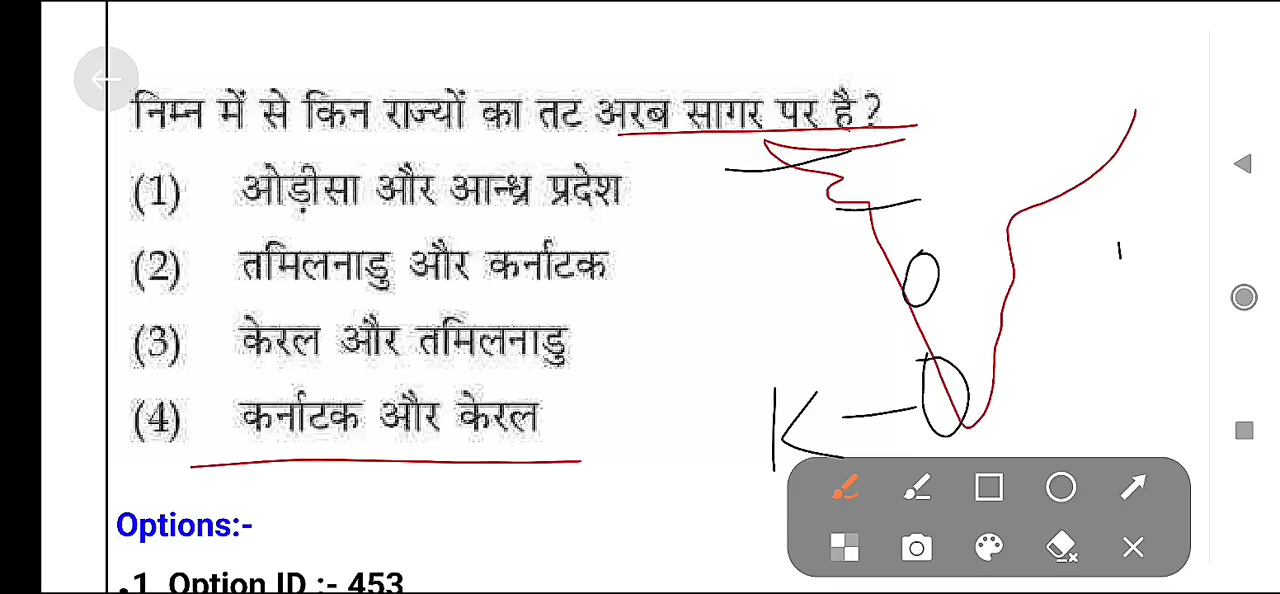 निम्न में से किन राज्यों का तट अरब सागर पर है?
(1) ओड़ीसा और आन्ध्र प्रदेश
(2) तमिलनाडु और कर्नाटक
(3) केरल और तमिलनाडु
(4) कर्नाटक और केरल
K
Options:-
.1 Option ID :- 453